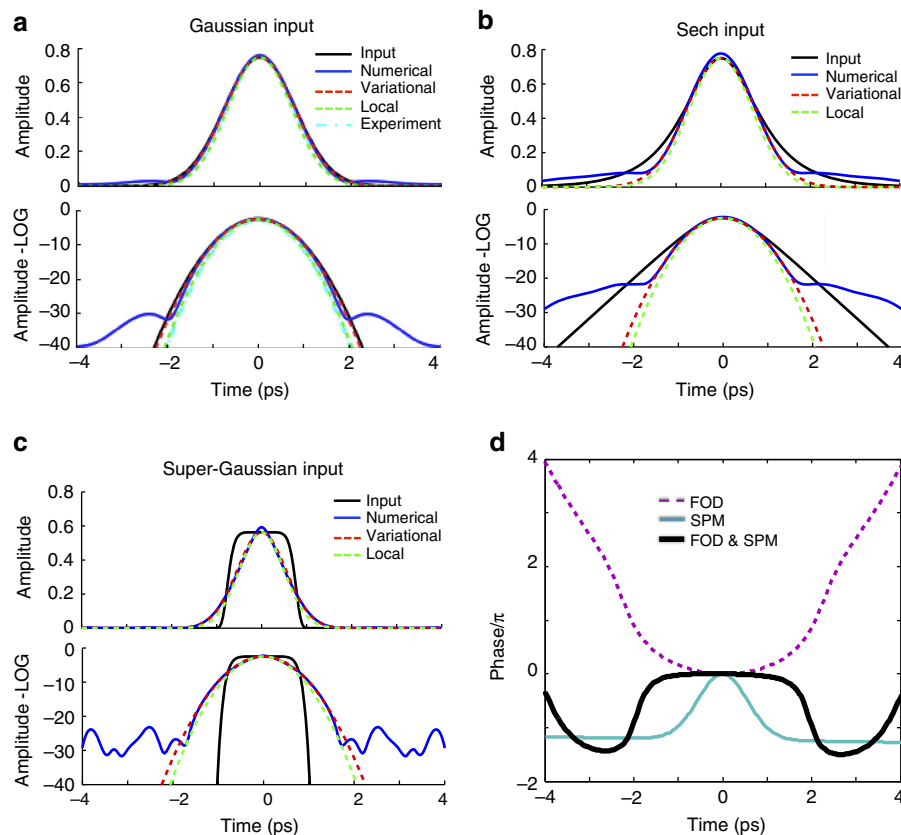 a
Gaussian input
0.8
0.6
0.4
0.2
0
Amplitude
Input
Numerical
Variational
Local
Experiment
0
−10
−20
−30
−40
Amplitude -LOG
−4
−2
0
2
4
Time (ps)
b
Sech input
0.8
0.6
0.4
0.2
0
Amplitude
Input
Numerical
Variational
Local
0
−10
−20
−30
−40
Amplitude -LOG
−4
−2
0
2
4
Time (ps)
c
Super-Gaussian input
0.8
0.6
0.4
0.2
0
Amplitude
Input
Numerical
Variational
Local
0
−10
−20
−30
−40
Amplitude -LOG
−4
−2
0
2
4
Time (ps)
d
4
2
0
−2
Phase/π
FOD
SPM
FOD & SPM
−4
−2
0
2
4
Time (ps)